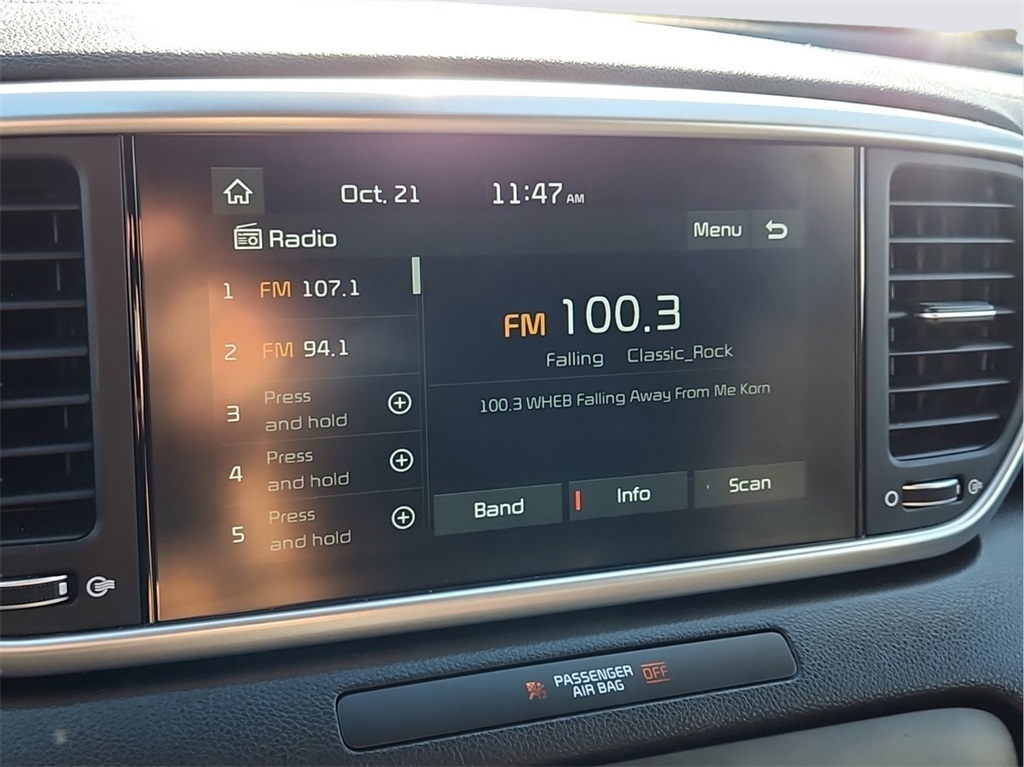 Oct. 21 11:47 AM
Radio Menu
1 FM 107.1
2 FM 94.1
3 Press and hold
4 Press and hold
5 Press and hold
FM 100.3
Falling Classic_Rock
100.3 WHEB Falling Away From Me Korn
Band Info Scan
PASSENGER AIR BAG OFF